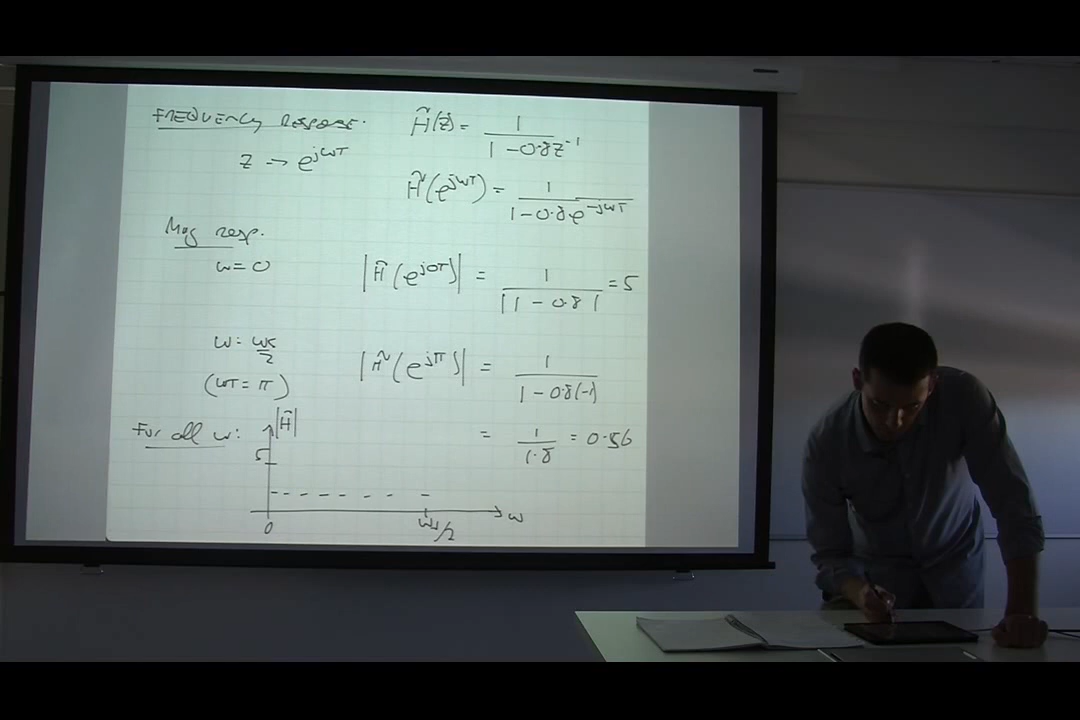 FREQUENCY RESPONSE.
H̃(z) = 1 / (1 - 0.8z⁻¹)
z → e^{jωT}
H̃(e^{jωT}) = 1 / (1 - 0.8e^{-jωT})
Mag resp.
ω = 0
|H̃(e^{j0T})| = 1 / |1 - 0.8| = 5
ω = ωs/2
(ωT = π)
|H̃(e^{jπ})| = 1 / |1 - 0.8(-1)|
= 1/1.8 = 0.56
For all ω:
|H̃|
5
0
ωs/2
ω